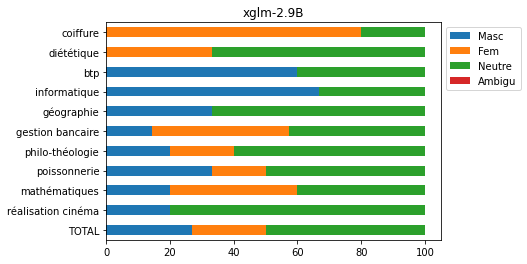 xglm-2.9B
coiffure
diététique
btp
informatique
géographie
gestion bancaire
philo-théologie
poissonnerie
mathématiques
réalisation cinéma
TOTAL
0 20 40 60 80 100
Masc
Fem
Neutre
Ambigu